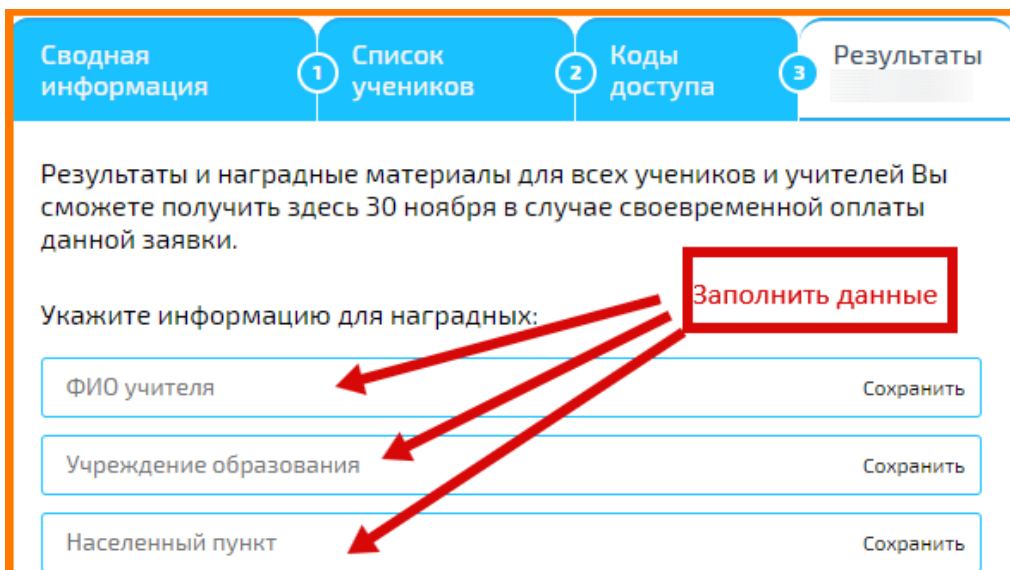 Сводная
информация
1
Список
учеников
2
Коды
доступа
3
Результаты
Результаты и наградные материалы для всех учеников и учителей Вы
сможете получить здесь 30 ноября в случае своевременной оплаты
данной заявки.
Заполнить данные
Укажите информацию для наградных:
ФИО учителя
Сохранить
Учреждение образования
Сохранить
Населенный пункт
Сохранить